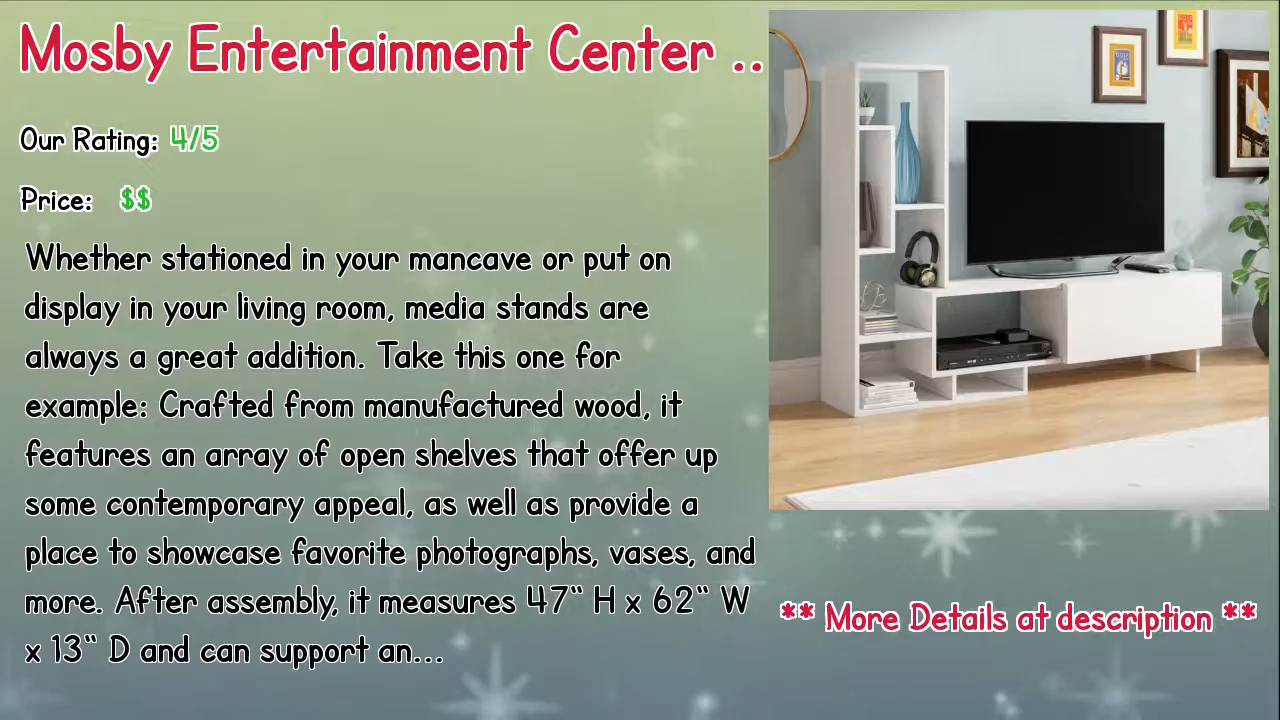 Mosby Entertainment Center ..
Our Rating: 4/5
Price: $$
Whether stationed in your mancave or put on
display in your living room, media stands are
always a great addition. Take this one for
example: Crafted from manufactured wood, it
features an array of open shelves that offer up
some contemporary appeal, as well as provide a
place to showcase favorite photographs, vases, and
more. After assembly, it measures 47" H x 62" W
x 13" D and can support an...
** More Details at description **